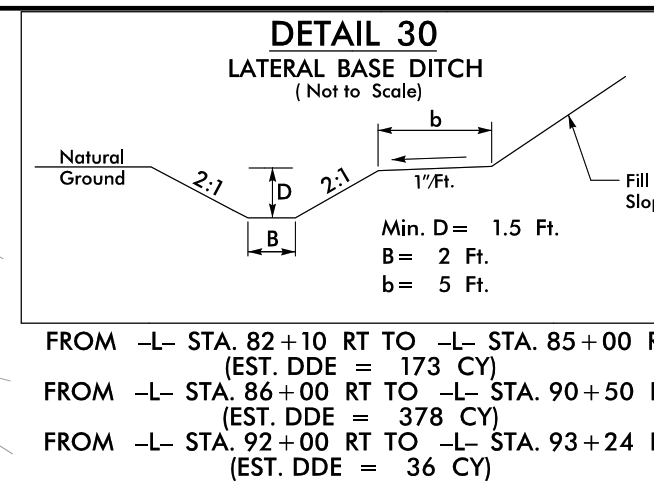 DETAIL 30
LATERAL BASE DITCH
( Not to Scale)
b
Natural
Ground
2:1
D
2:1
1"/Ft.
B
Fill
Min. D= 1.5 Ft.
B= 2 Ft.
b= 5 Ft.
FROM -L- STA. 82+10 RT TO -L- STA. 85+00
(EST. DDE = 173 CY)
FROM -L- STA. 86+00 RT TO -L- STA. 90+50
(EST. DDE = 378 CY)
FROM -L- STA. 92+00 RT TO -L- STA. 93+24
(EST. DDE = 36 CY)